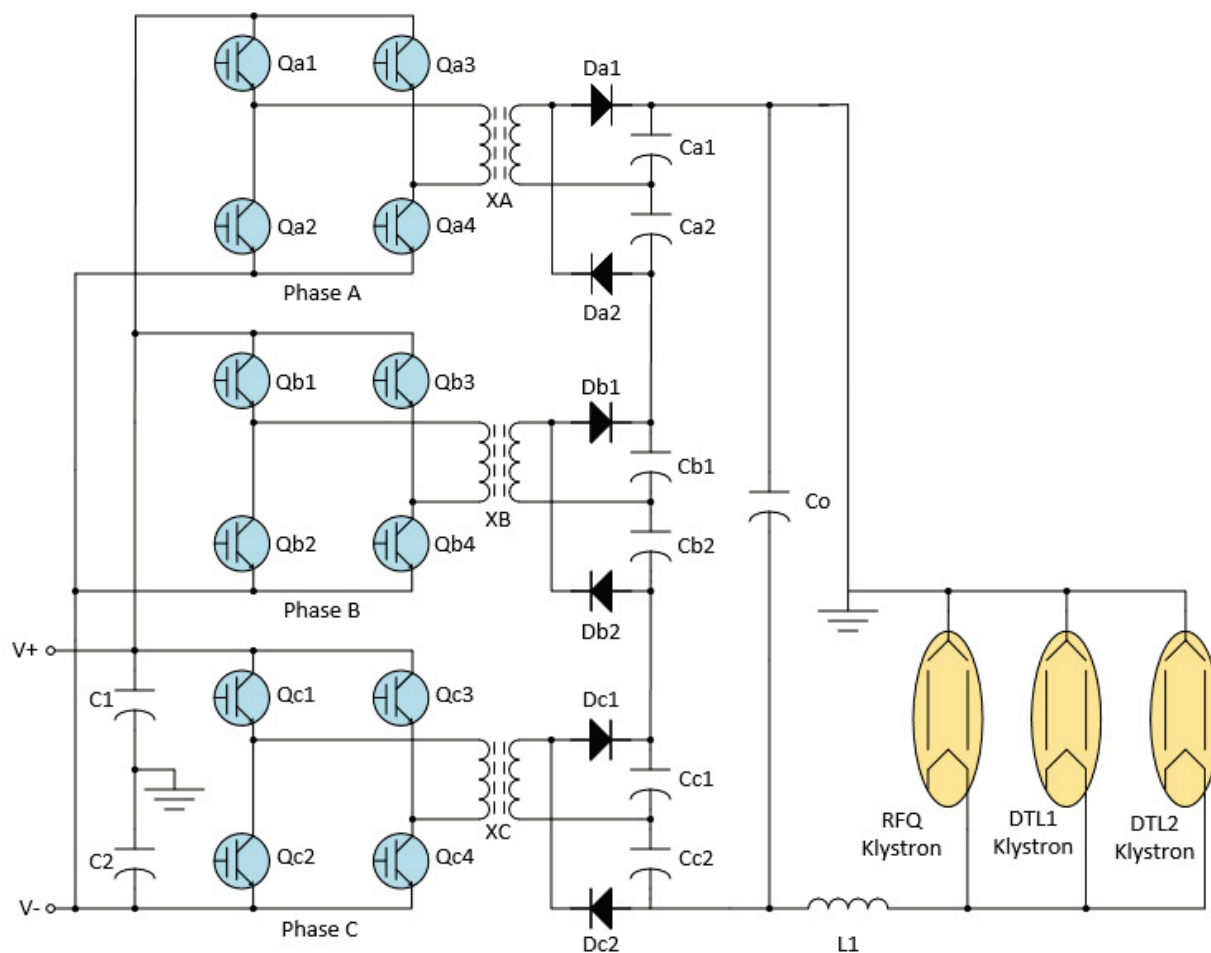 Qa1
Qa3
Da1
Ca1
XA
Qa2
Qa4
Ca2
Phase A
Da2
Qb1
Qb3
Db1
Cb1
XB
Co
Qb2
Qb4
Cb2
Phase B
Db2
V+
C1
Qc1
Qc3
Dc1
Cc1
XC
RFQ
Klystron
DTL1
Klystron
DTL2
Klystron
C2
Qc2
Qc4
Cc2
V-
Phase C
Dc2
L1